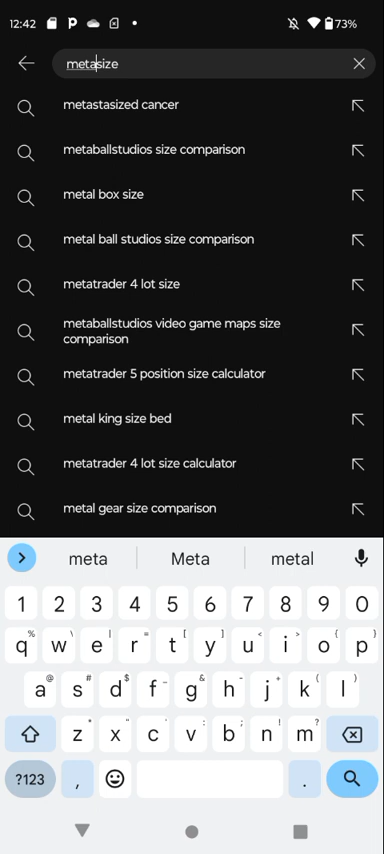 12:42
73%
metasize
metastasized cancer
metaballstudios size comparison
metal box size
metal ball studios size comparison
metatrader 4 lot size
metaballstudios video game maps size
comparison
metatrader 5 position size calculator
metal king size bed
metatrader 4 lot size calculator
metal gear size comparison
meta Meta metal
1 2 3 4 5 6 7 8 9 0
% \ | = [ ] < > { }
q w e r t y u i o p
@ # $ _ & - + ( )
a s d f g h j k l
* " ' : ; ! ?
z x c v b n m
?123 , .